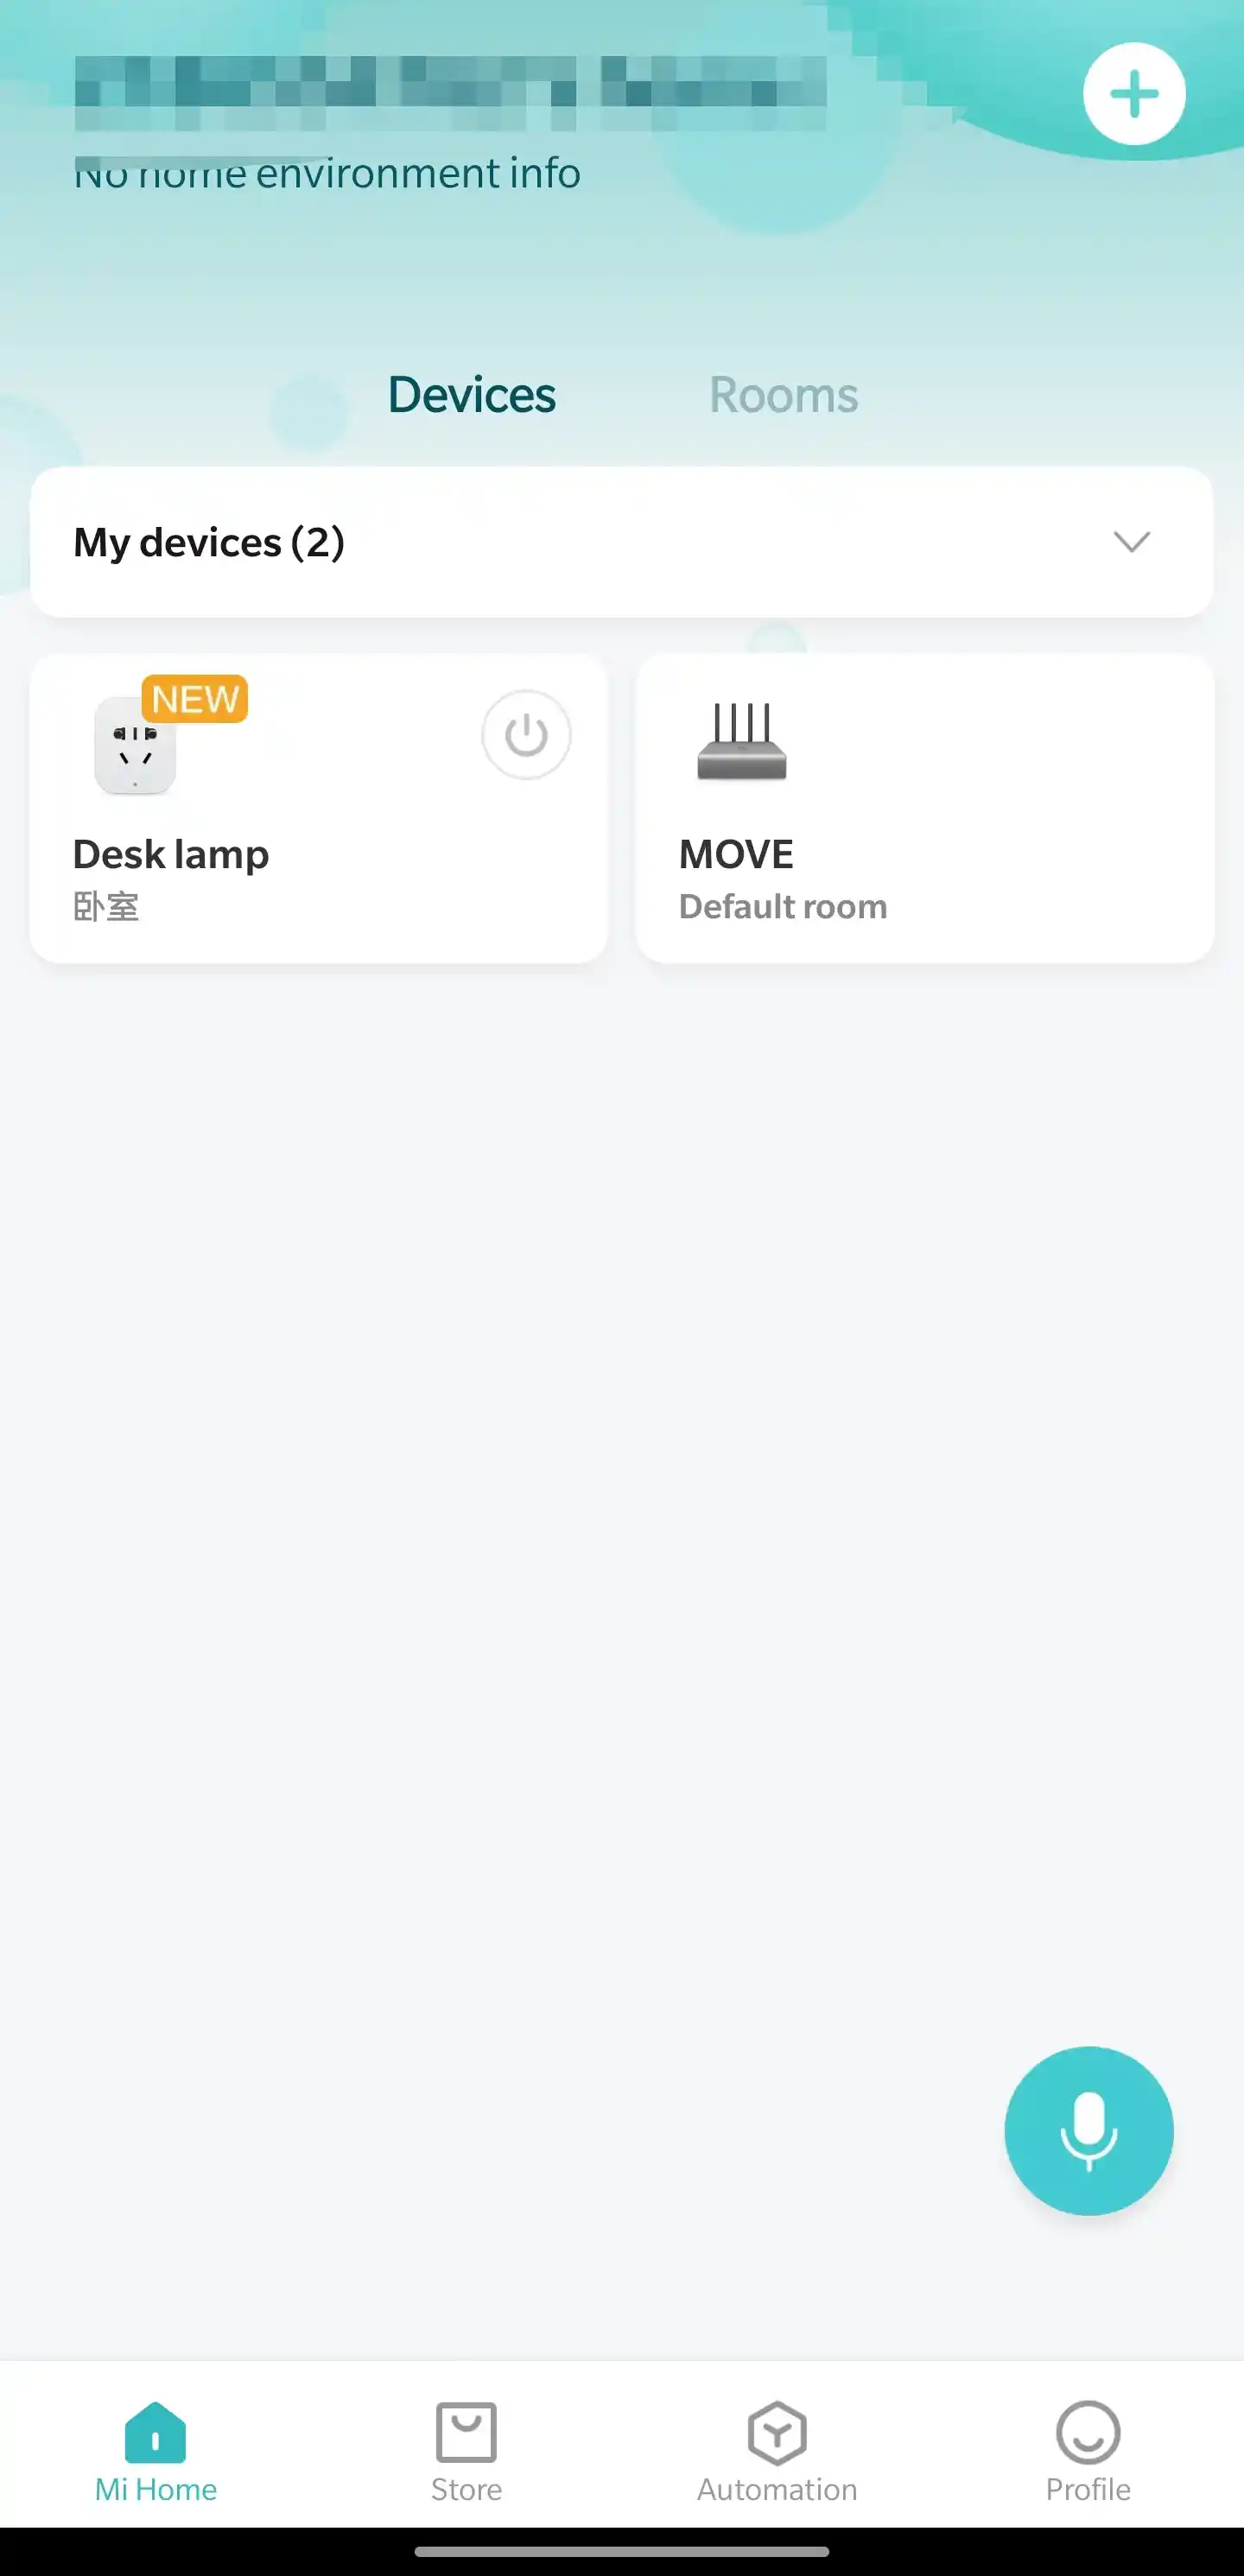 No home environment info
Devices
Rooms
My devices (2)
NEW
Desk lamp
卧室
MOVE
Default room
Mi Home
Store
Automation
Profile